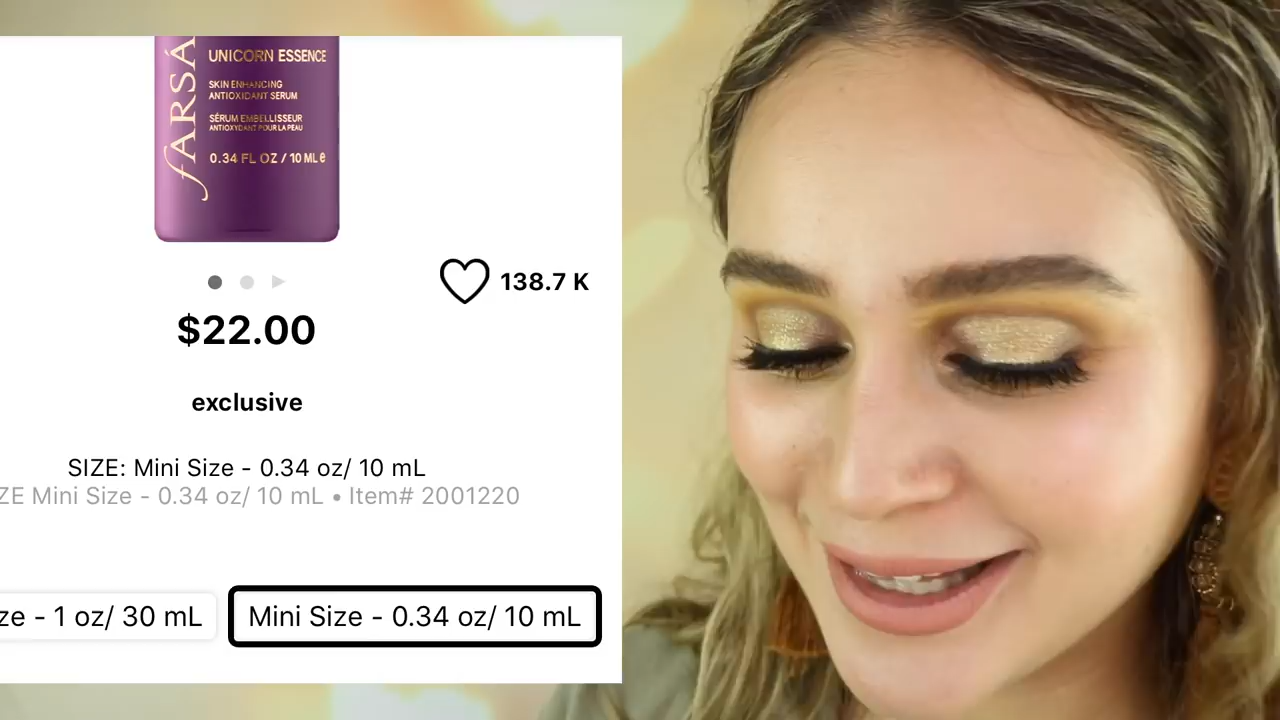 fARSÁ
UNICORN ESSENCE
SKIN ENHANCING
ANTIOXIDANT SERUM
SÉRUM EMBELLISSEUR
ANTIOXYDANT POUR LA PEAU
0.34 FL OZ / 10 ML e
138.7 K
$22.00
exclusive
SIZE: Mini Size - 0.34 oz/ 10 mL
ZE Mini Size - 0.34 oz/ 10 mL • Item# 2001220
ze - 1 oz/ 30 mL
Mini Size - 0.34 oz/ 10 mL